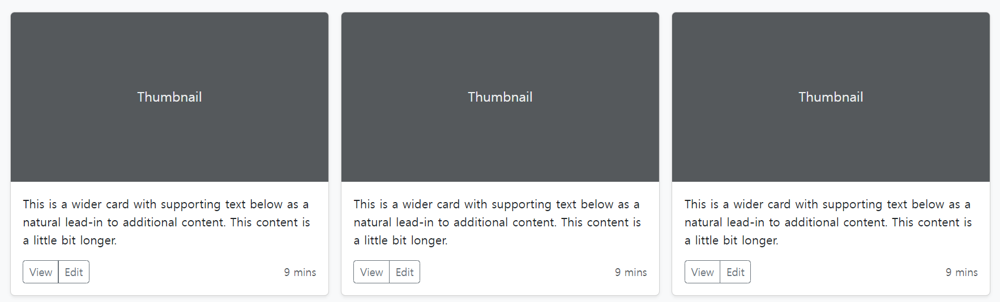 Thumbnail
This is a wider card with supporting text below as a
natural lead-in to additional content. This content is
a little bit longer.
View Edit 9 mins
Thumbnail
This is a wider card with supporting text below as a
natural lead-in to additional content. This content is
a little bit longer.
View Edit 9 mins
Thumbnail
This is a wider card with supporting text below as a
natural lead-in to additional content. This content is
a little bit longer.
View Edit 9 mins